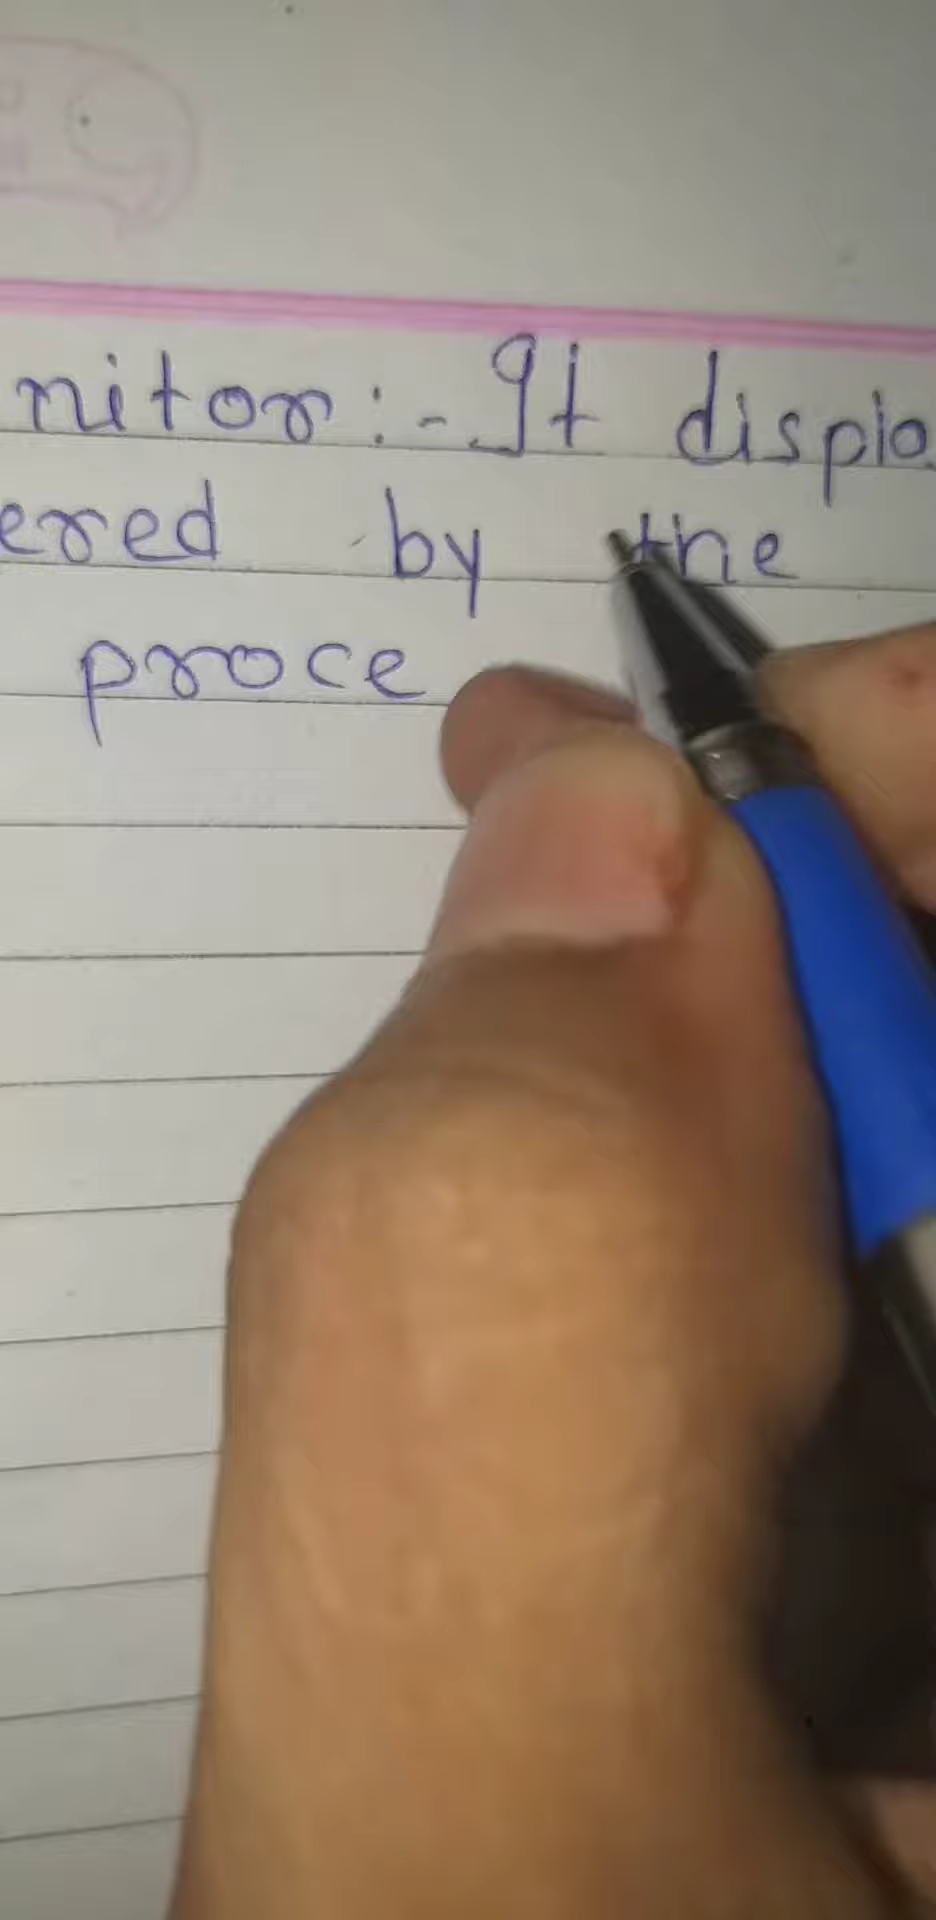 nitor:- It displa
ered by the
proce